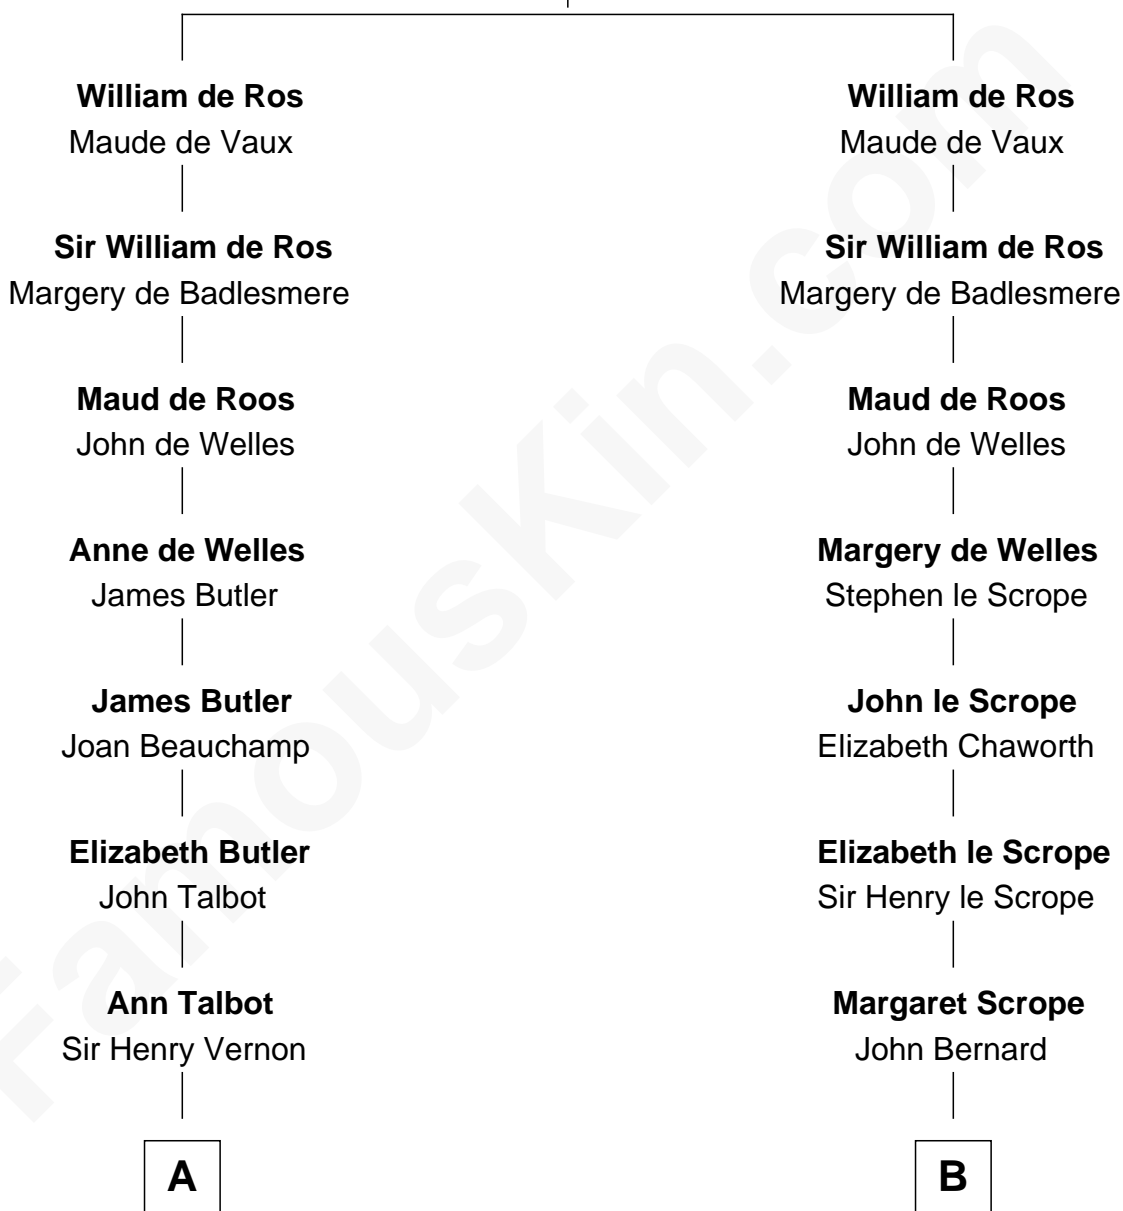 William de Ros
Maude de Vaux
Sir William de Ros
Margery de Badlesmere
Maud de Roos
John de Welles
Anne de Welles
James Butler
James Butler
Joan Beauchamp
Elizabeth Butler
John Talbot
Ann Talbot
Sir Henry Vernon
A
William de Ros
Maude de Vaux
Sir William de Ros
Margery de Badlesmere
Maud de Roos
John de Welles
Margery de Welles
Stephen le Scrope
John le Scrope
Elizabeth Chaworth
Elizabeth le Scrope
Sir Henry le Scrope
Margaret Scrope
John Bernard
B
FamousKin.com